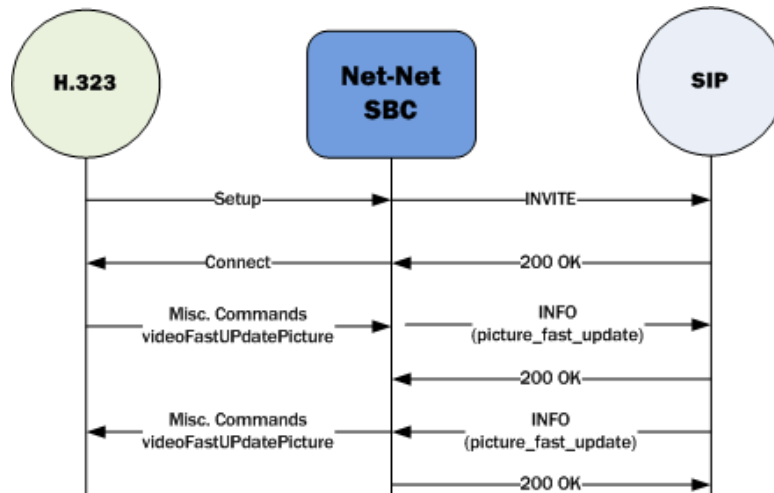 H.323
Net-Net
SBC
SIP
Setup
INVITE
Connect
200 OK
Misc. Commands
videoFastUPdatePicture
INFO
(picture_fast_update)
200 OK
Misc. Commands
videoFastUPdatePicture
INFO
(picture_fast_update)
200 OK